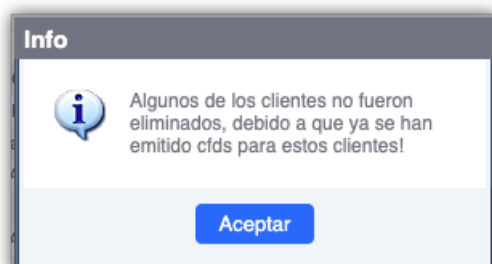 Info
Algunos de los clientes no fueron
eliminados, debido a que ya se han
emitido cfds para estos clientes!
Aceptar